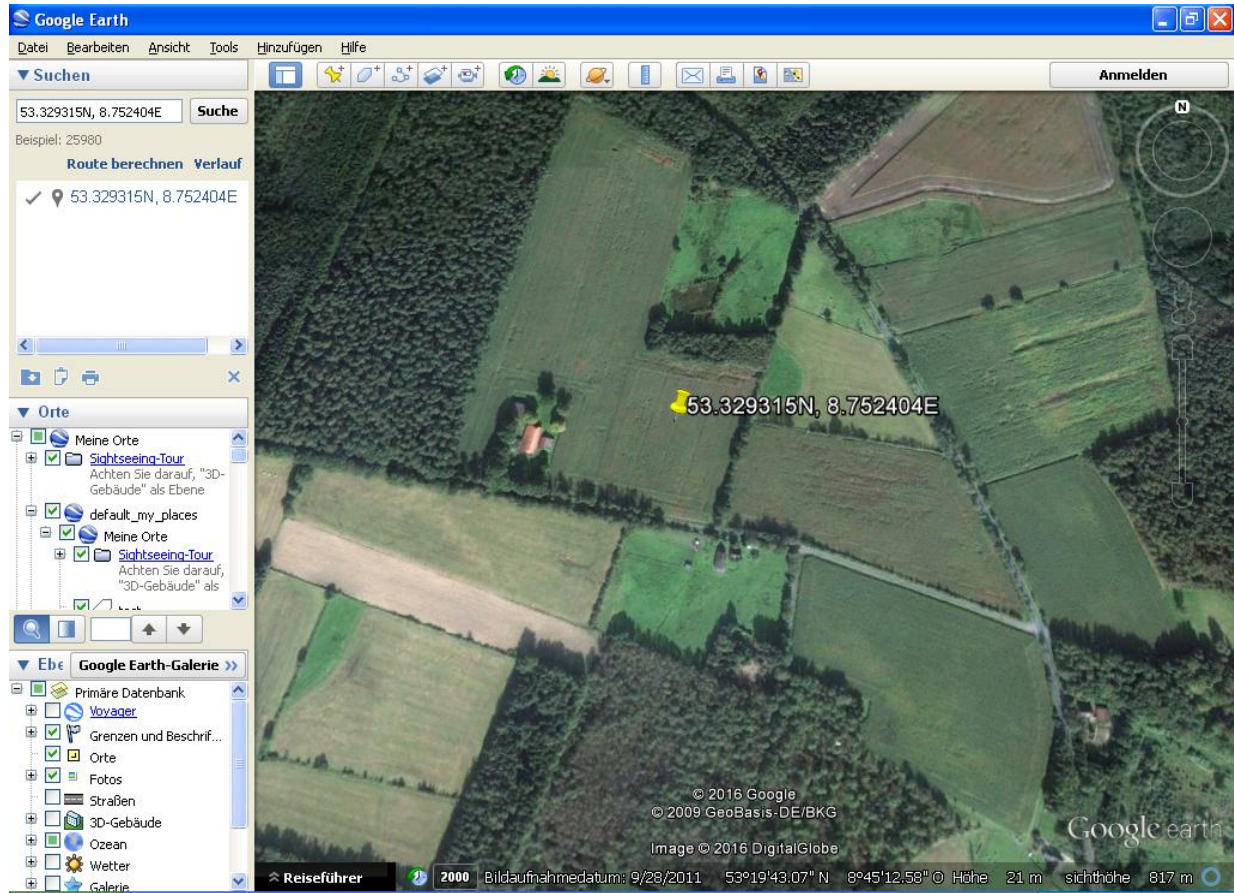 Google Earth
Datei Bearbeiten Ansicht Tools Hinzufügen Hilfe
▼ Suchen
Anmelden
53.329315N, 8.752404E Suche
Beispiel: 25980
Route berechnen Verlauf
53.329315N, 8.752404E
▼ Orte
Meine Orte
Sightseeing-Tour
Achten Sie darauf, "3D-
Gebäude" als Ebene
default_my_places
Meine Orte
Sightseeing-Tour
Achten Sie darauf,
"3D-Gebäude" als
▼ Ebe Google Earth-Galerie »
Primäre Datenbank
Voyager
Grenzen und Beschrif...
Orte
Fotos
Straßen
3D-Gebäude
Ozean
Wetter
Galerie
N
53.329315N, 8.752404E
© 2016 Google
© 2009 GeoBasis-DE/BKG
Image © 2016 DigitalGlobe
Google earth
Reiseführer 2000 Bildaufnahmedatum: 9/28/2011 53°19'43.07" N 8°45'12.58" O Höhe 21 m sichthöhe 817 m